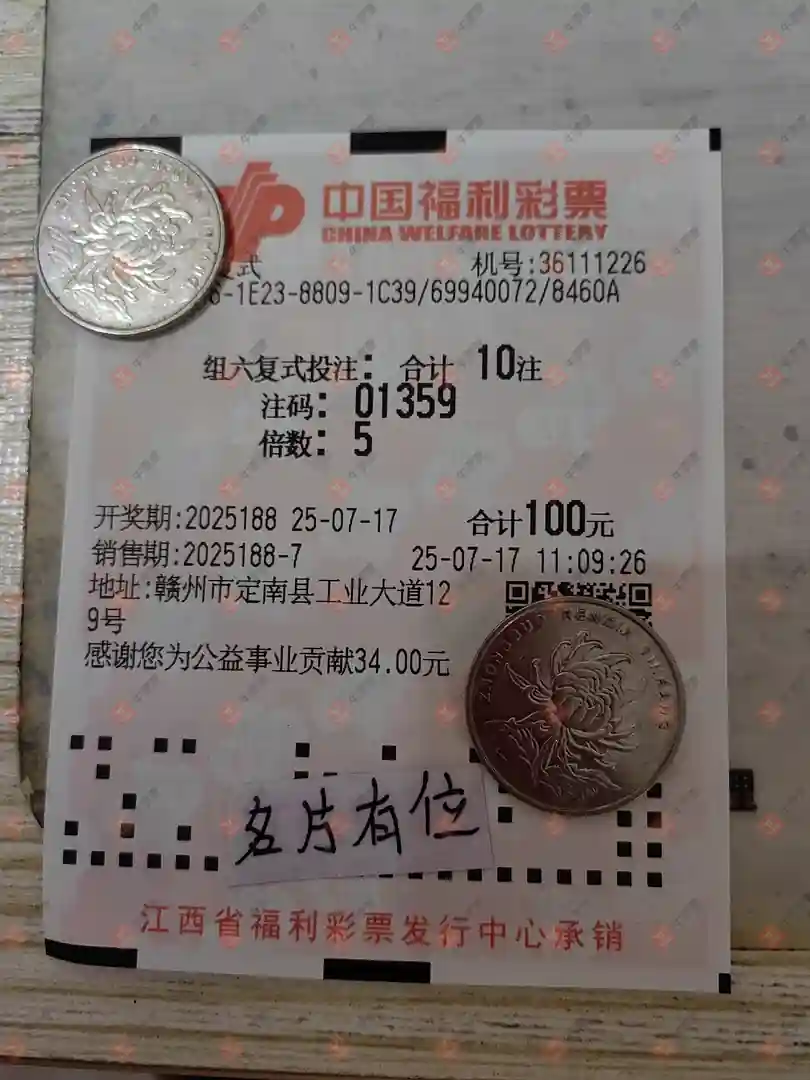 中国福利彩票
CHINA WELFARE LOTTERY
式 机号:36111226
6-1E23-8809-1C39/69940072/8460A
组六复式投注: 合计 10注
注码: 01359
倍数: 5
开奖期:2025188 25-07-17 合计100元
销售期:2025188-7 25-07-17 11:09:26
地址:赣州市定南县工业大道12
9号
感谢您为公益事业贡献34.00元
名片有位
江西省福利彩票发行中心承销